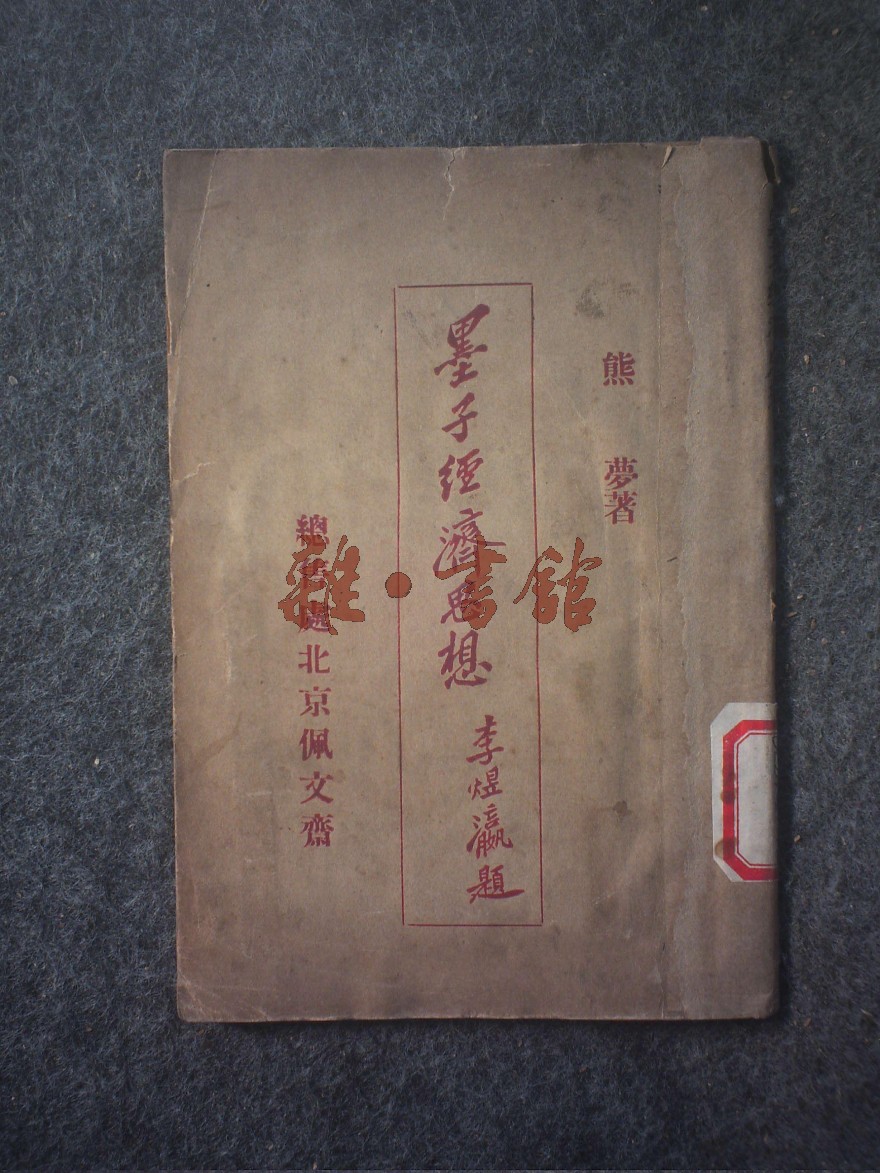 熊夢著
墨子經濟思想
李煜瀛題
總售處北京佩文齋
雜·書館